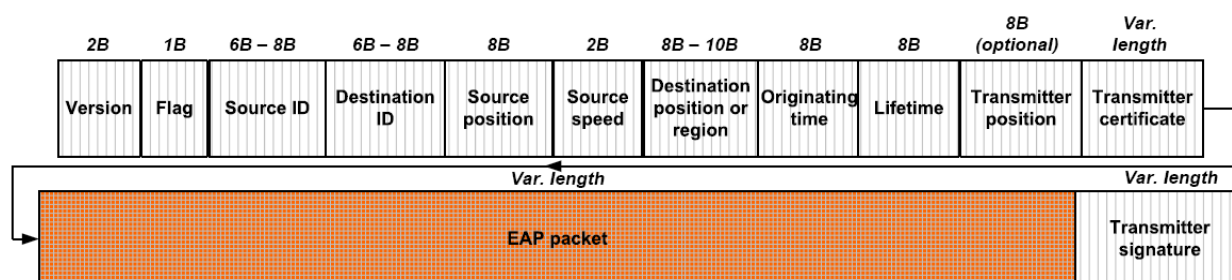 8B Var.
2B 1B 6B – 8B 6B – 8B 8B 2B 8B – 10B 8B 8B (optional) length
Version Flag Source ID Destination ID Source position Source speed Destination position or region Originating time Lifetime Transmitter position Transmitter certificate
Var. length Var. length
EAP packet Transmitter signature